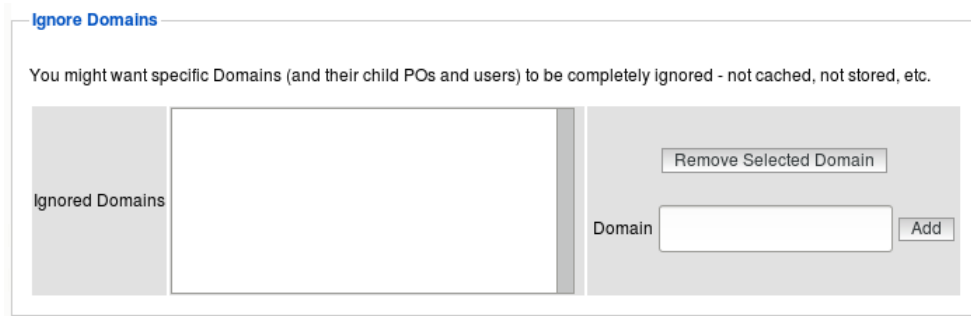 Ignore Domains
You might want specific Domains (and their child POs and users) to be completely ignored - not cached, not stored, etc.
Remove Selected Domain
Ignored Domains
Domain
Add